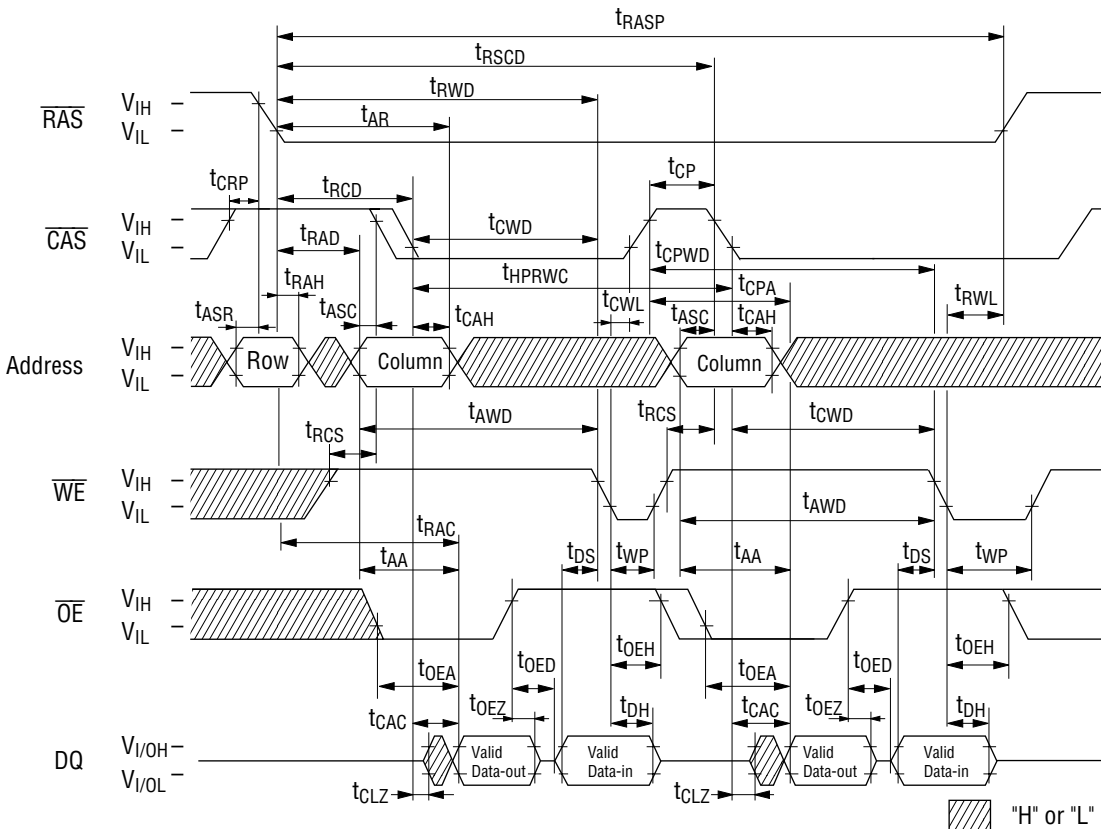 tRASP
tRSCD
tRWD
tAR
RAS VIH VIL
tCRP tRCD tCP
CAS VIH VIL
tRAD tCWD tCPWD
tRAH tHPRWC tCPA
tASR tASC tCAH tCWL tASC tCAH tRWL
Address VIH VIL Row Column Column
tRCS tAWD tRCS tCWD
WE VIH VIL
tRAC tAWD
tAA tDS tWP tAA tDS tWP
OE VIH VIL
tOEA tOED tOEH tOEA tOED tOEH
tCAC tOEZ tDH tCAC tOEZ tDH
DQ VI/OH VI/OL
Valid Data-out Valid Data-in Valid Data-out Valid Data-in
tCLZ tCLZ
"H" or "L"